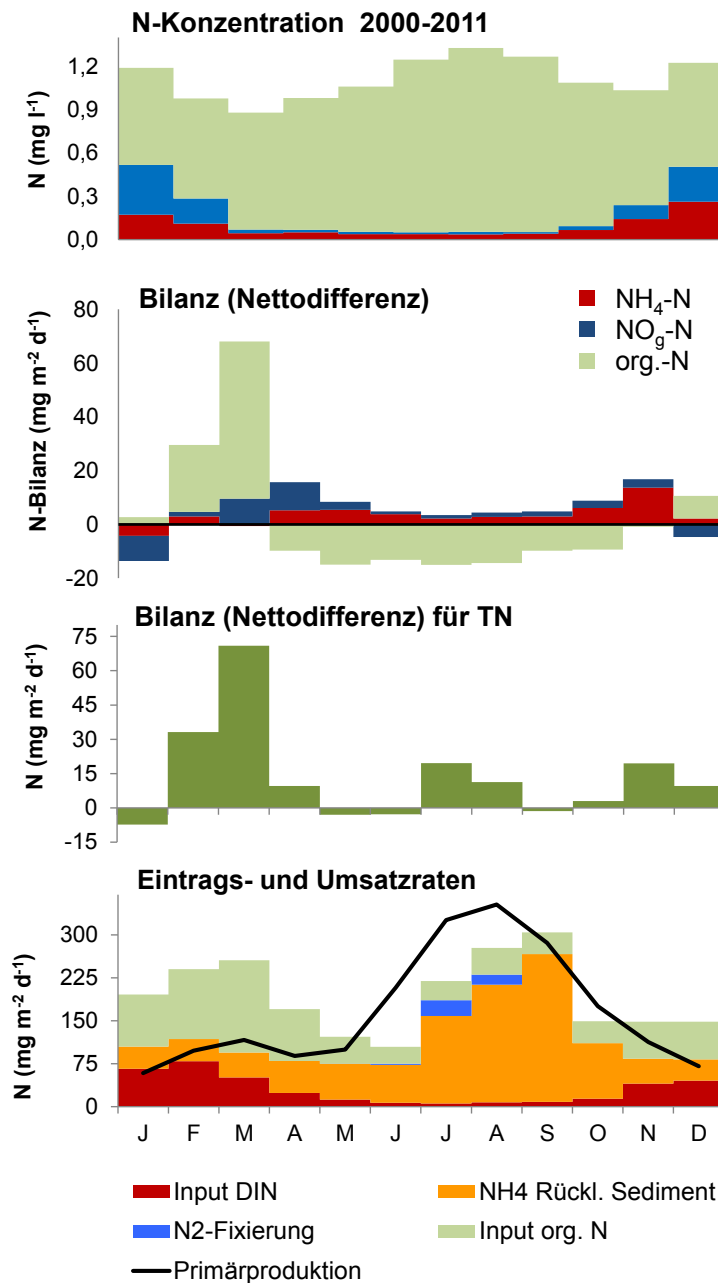 N-Konzentration 2000-2011
N (mg l-1)
1,2
0,9
0,6
0,3
0,0
Bilanz (Nettodifferenz)
N-Bilanz (mg m-2 d-1)
80
60
40
20
0
-20
NH4-N
NOg-N
org.-N
Bilanz (Nettodifferenz) für TN
N (mg m-2 d-1)
75
60
45
30
15
0
-15
Eintrags- und Umsatzraten
N (mg m-2 d-1)
300
225
150
75
0
J F M A M J J A S O N D
Input DIN
NH4 Rückl. Sediment
N2-Fixierung
Input org. N
Primärproduktion